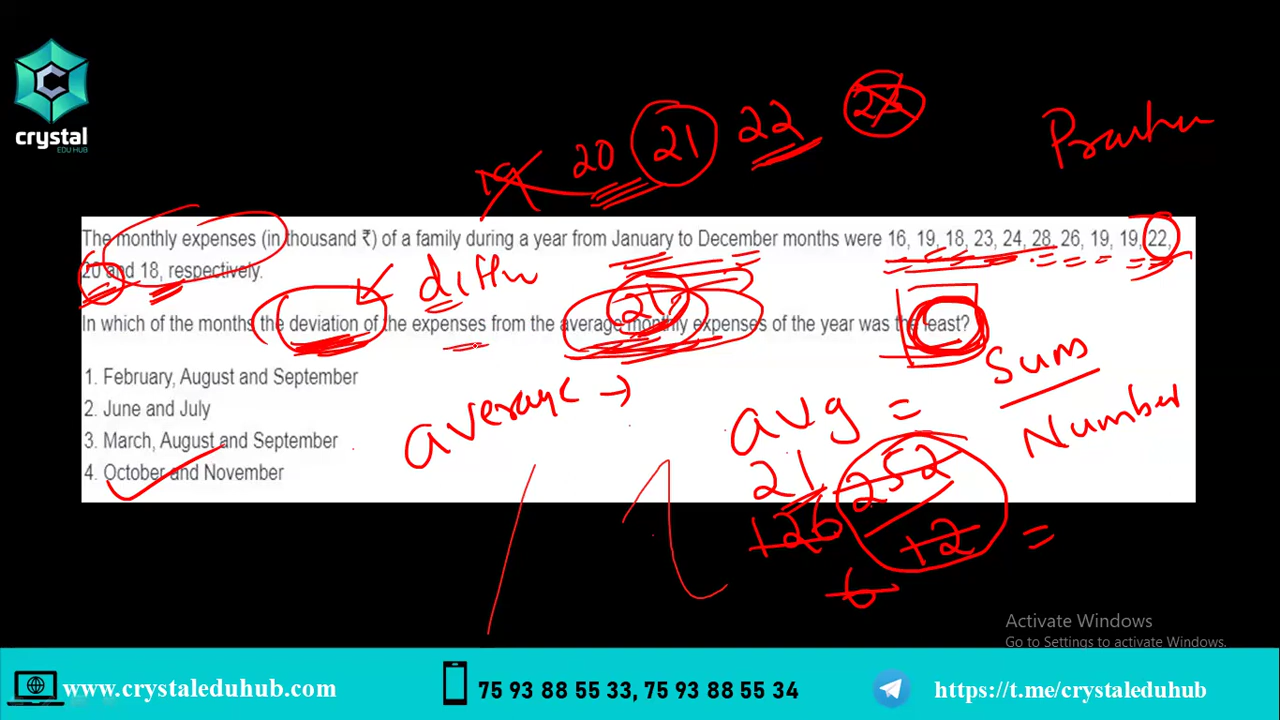 crystal
EDU HUB
19 20 21 22 23
The monthly expenses (in thousand ₹) of a family during a year from January to December months were 16, 19, 18, 23, 24, 28, 26, 19, 19, 22,
20 and 18, respectively.
In which of the months the deviation of the expenses from the average monthly expenses of the year was the least?
21
1. February, August and September
2. June and July
3. March, August and September
4. October and November
average →
avg = Sum
Number
21 252
126 12 =
6
Activate Windows
Go to Settings to activate Windows.
www.crystaleduhub.com
75 93 88 55 33, 75 93 88 55 34
https://t.me/crystaleduhub